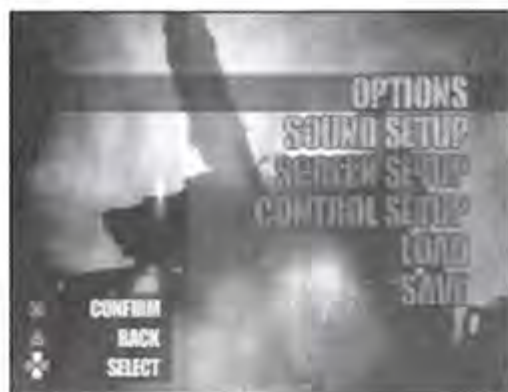 OPTIONS
SOUND SETUP
SCREEN SETUP
CONTROL SETUP
LOAD
SAVE
CONFIRM
BACK
SELECT